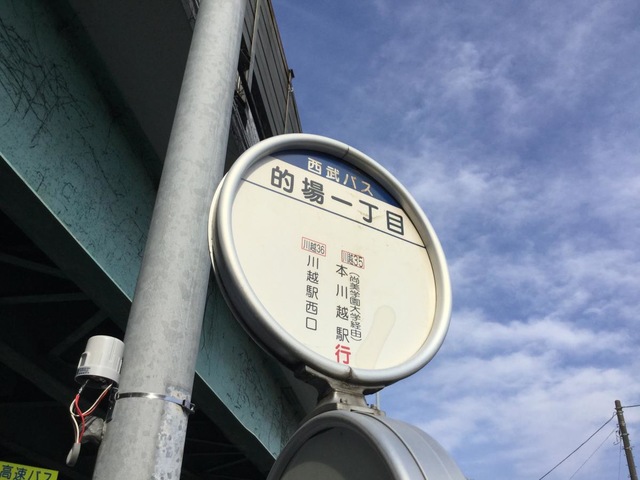 西武バス
的場一丁目
川越35
本川越駅行
(尚美学園大学経由)
川越36
川越駅西口
高速バス